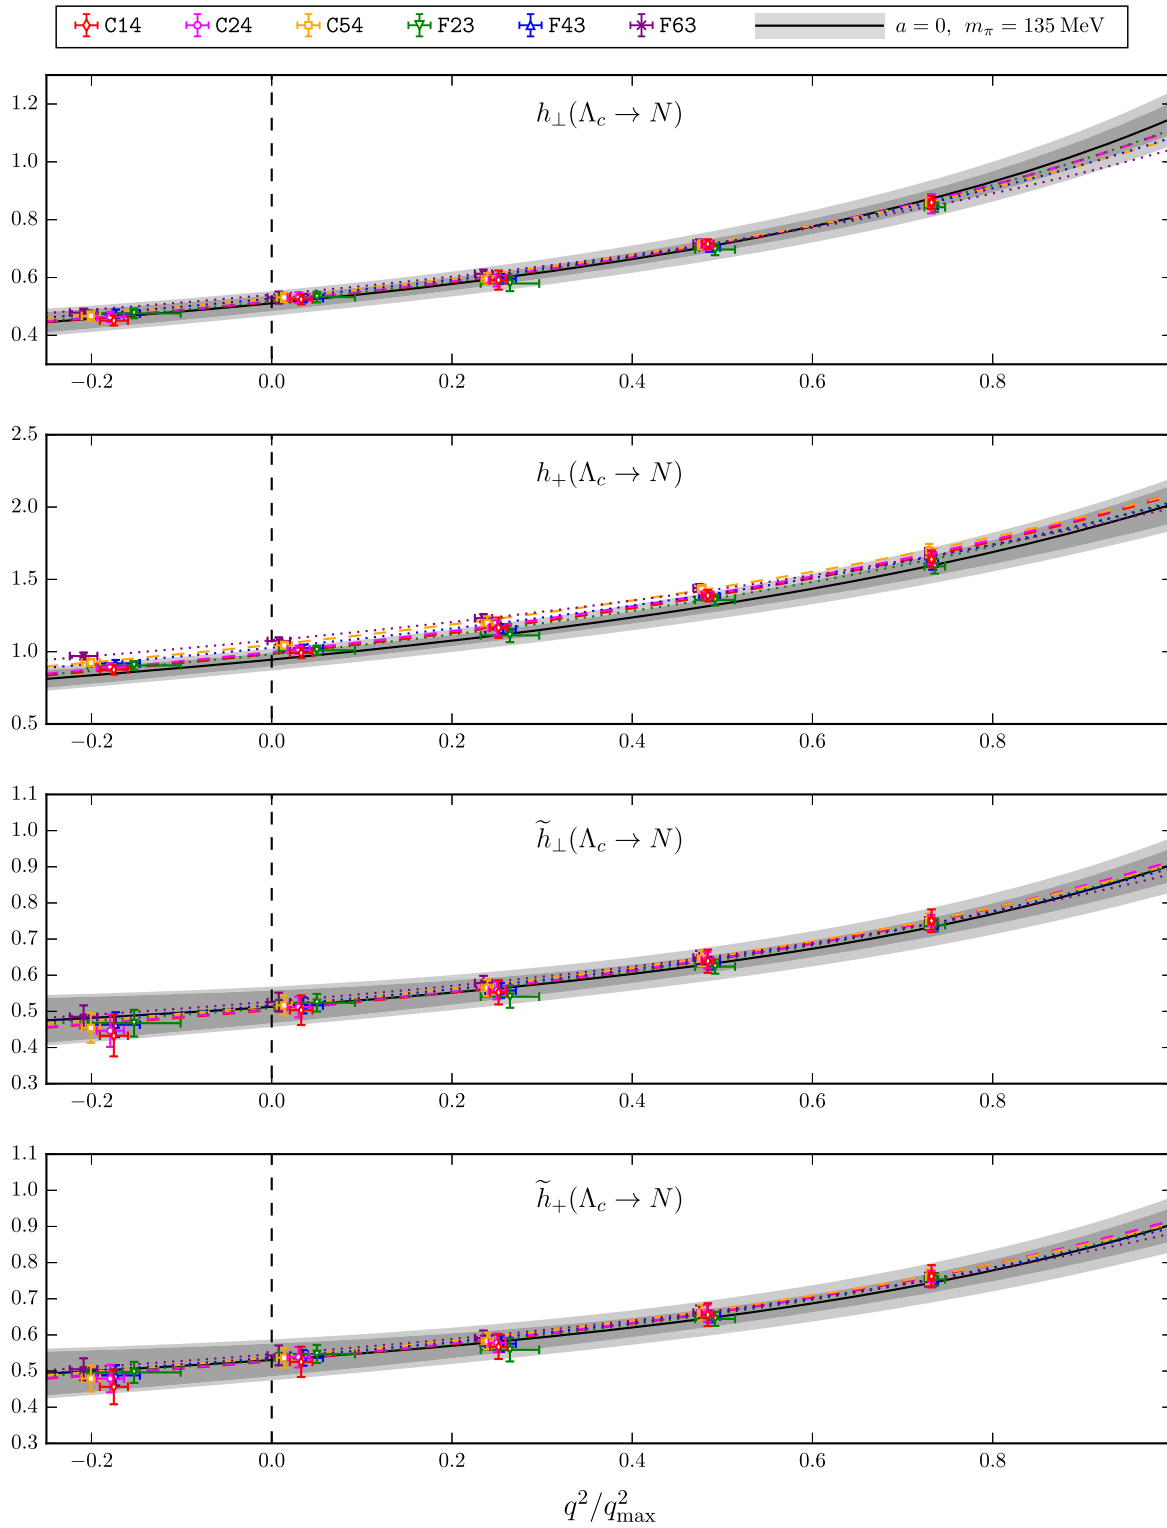 C14 C24 C54 F23 F43 F63 a = 0, m_π = 135 MeV
h_⊥(Λ_c → N)
1.2
1.0
0.8
0.6
0.4
−0.2 0.0 0.2 0.4 0.6 0.8
h_+(Λ_c → N)
2.5
2.0
1.5
1.0
0.5
−0.2 0.0 0.2 0.4 0.6 0.8
h̃_⊥(Λ_c → N)
1.1
1.0
0.9
0.8
0.7
0.6
0.5
0.4
0.3
−0.2 0.0 0.2 0.4 0.6 0.8
h̃_+(Λ_c → N)
1.1
1.0
0.9
0.8
0.7
0.6
0.5
0.4
0.3
−0.2 0.0 0.2 0.4 0.6 0.8
q²/q²_max